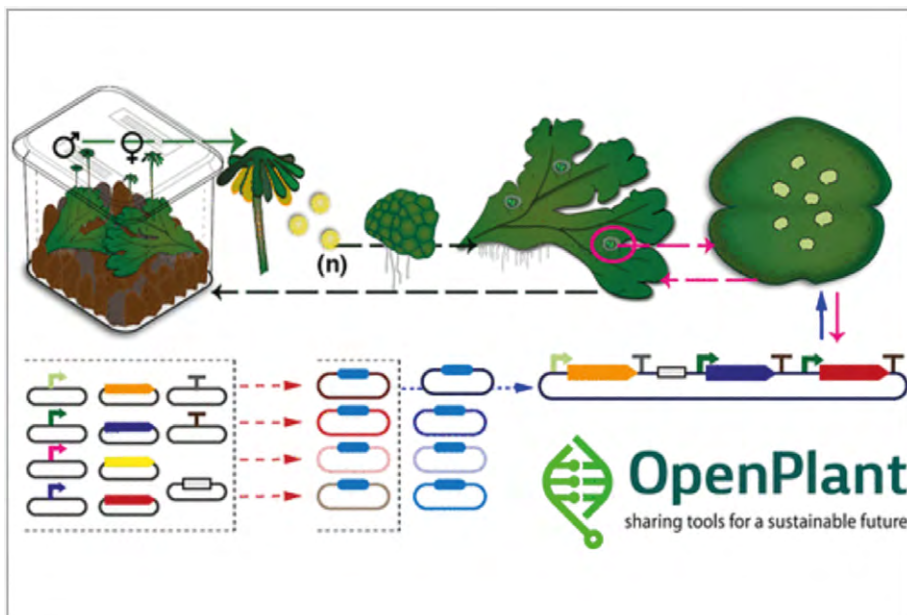 ♂ ♀
(n)
OpenPlant
sharing tools for a sustainable future